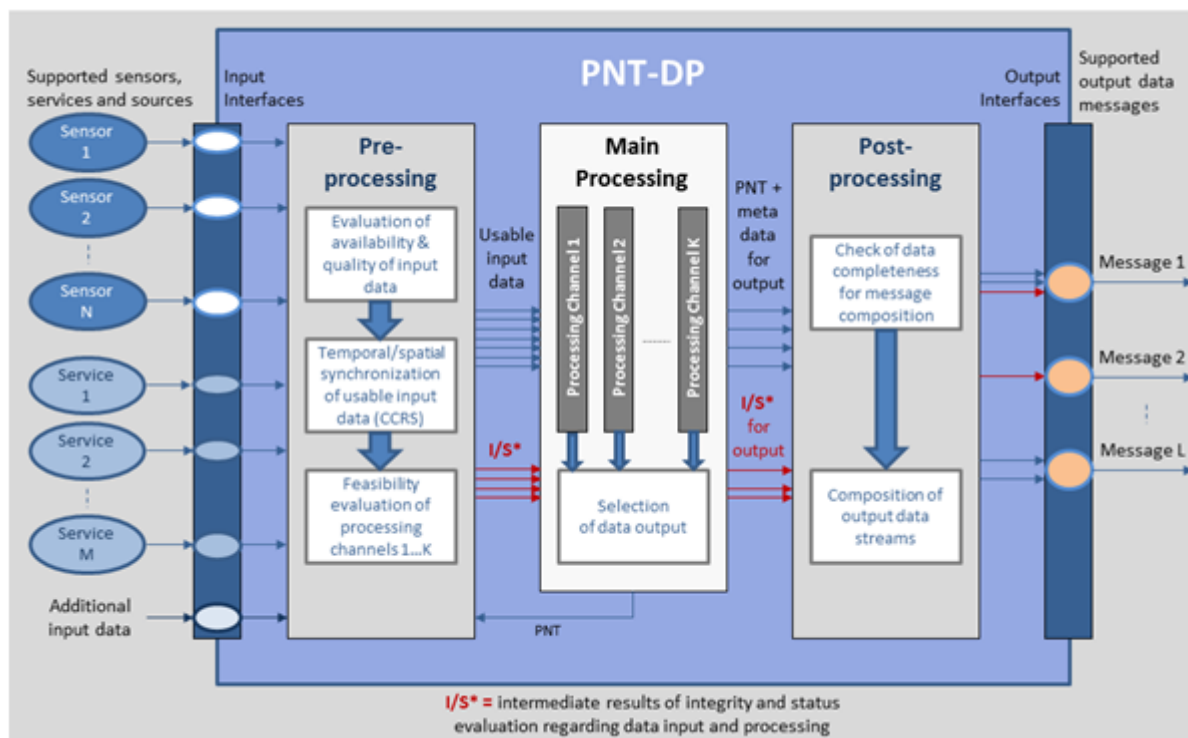 PNT-DP
Supported sensors,
services and sources
Input
Interfaces
Output
Interfaces
Supported
output data
messages
Sensor
1
Sensor
2
Sensor
N
Service
1
Service
2
Service
M
Additional
input data
Pre-
processing
Evaluation of
availability &
quality of input
data
Temporal/spatial
synchronization
of usable input
data (CCRS)
Feasibility
evaluation of
processing
channels 1...K
Usable
input
data
I/S*
Main
Processing
Processing Channel 1
Processing Channel 2
Processing Channel K
Selection
of data output
PNT
PNT +
meta
data
for
output
I/S*
for
output
Post-
processing
Check of data
completeness
for message
composition
Composition of
output data
streams
Message 1
Message 2
Message L
I/S* = intermediate results of integrity and status
evaluation regarding data input and processing